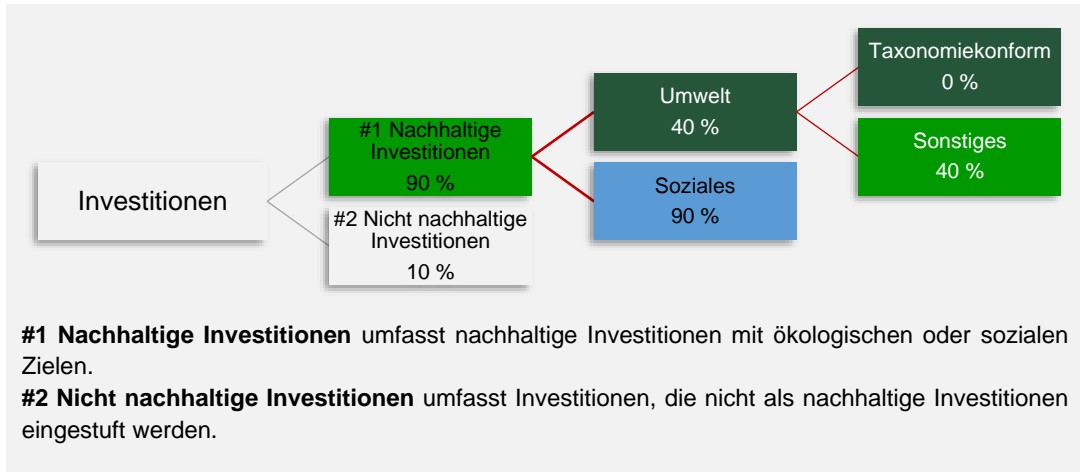 Investitionen
#1 Nachhaltige
Investitionen
90 %
#2 Nicht nachhaltige
Investitionen
10 %
Umwelt
40 %
Soziales
90 %
Taxonomiekonform
0 %
Sonstiges
40 %
#1 Nachhaltige Investitionen umfasst nachhaltige Investitionen mit ökologischen oder sozialen
Zielen.
#2 Nicht nachhaltige Investitionen umfasst Investitionen, die nicht als nachhaltige Investitionen
eingestuft werden.